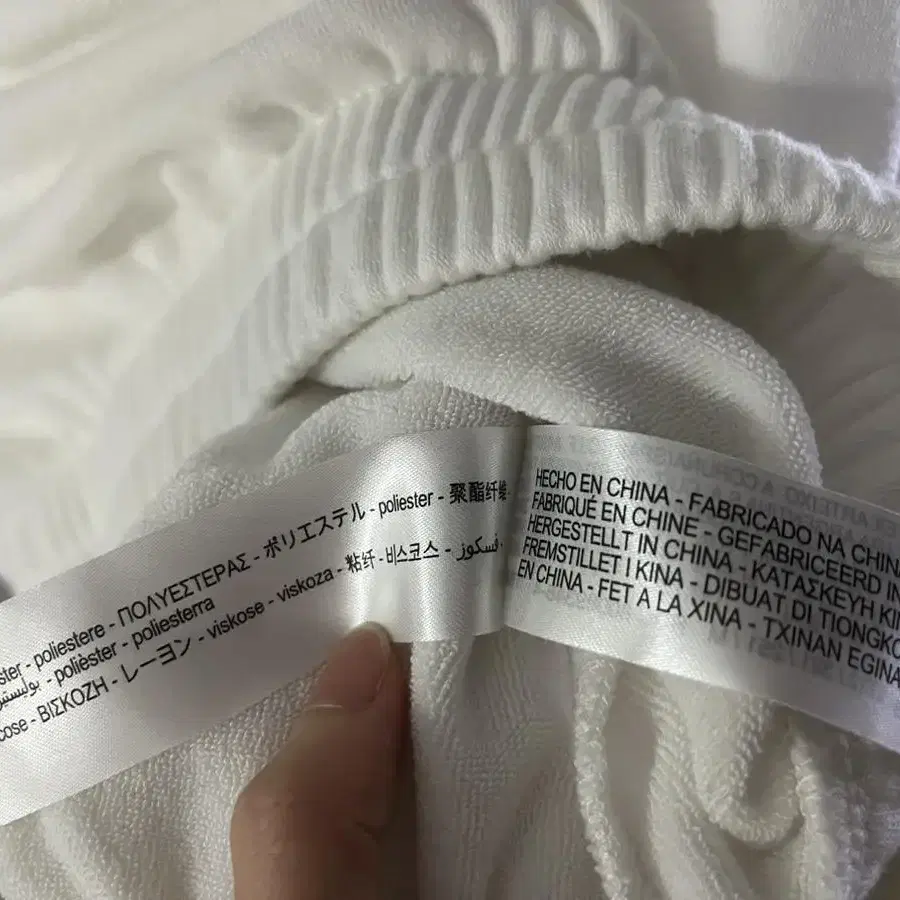 ster - poliestere - ΠΟΛΥΕΣΤΕΡΑΣ - ポリエステル - poliester - 聚酯纤维
بوليستر - polièster - poliesterra
cose - ΒΙΣΚΟΖΗ - レーヨン - viskose - viskoza - 粘纤 - 비스코스 - فسكوز -
HECHO EN CHINA - FABRICADO NA CHINA
FABRIQUÉ EN CHINE - GEFABRICEERD IN
HERGESTELLT IN CHINA - ΚΑΤΑΣΚΕΥΗ ΚΙ
FREMSTILLET I KINA - DIBUAT DI TIONGKO
EN CHINA - FET A LA XINA - TXINAN EGINA